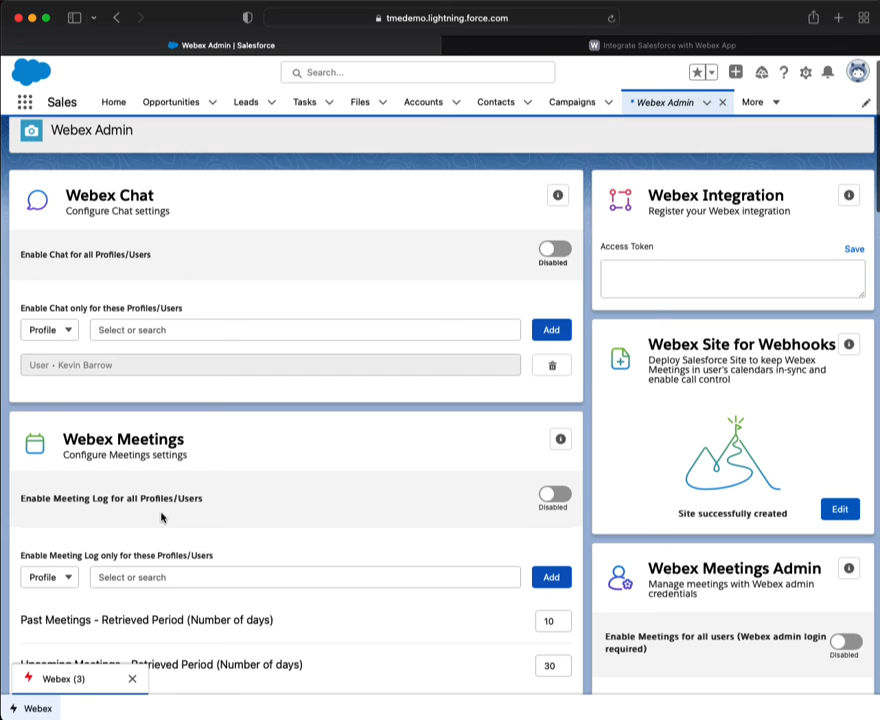 tmedemo.lightning.force.com
Webex Admin | Salesforce
W Integrate Salesforce with Webex App
Search...
Sales
Home
Opportunities
Leads
Tasks
Files
Accounts
Contacts
Campaigns
* Webex Admin
More
Webex Admin
Webex Chat
Configure Chat settings
Enable Chat for all Profiles/Users
Disabled
Enable Chat only for these Profiles/Users
Profile
Select or search
Add
User • Kevin Barrow
Webex Meetings
Configure Meetings settings
Enable Meeting Log for all Profiles/Users
Disabled
Enable Meeting Log only for these Profiles/Users
Profile
Select or search
Add
Past Meetings - Retrieved Period (Number of days)
10
Upcoming Meetings - Retrieved Period (Number of days)
30
Webex Integration
Register your Webex integration
Access Token
Save
Webex Site for Webhooks
Deploy Salesforce Site to keep Webex
Meetings in user's calendars in-sync and
enable call control
Site successfully created
Edit
Webex Meetings Admin
Manage meetings with Webex admin
credentials
Enable Meetings for all users (Webex admin login
required)
Disabled
Webex (3)
Webex